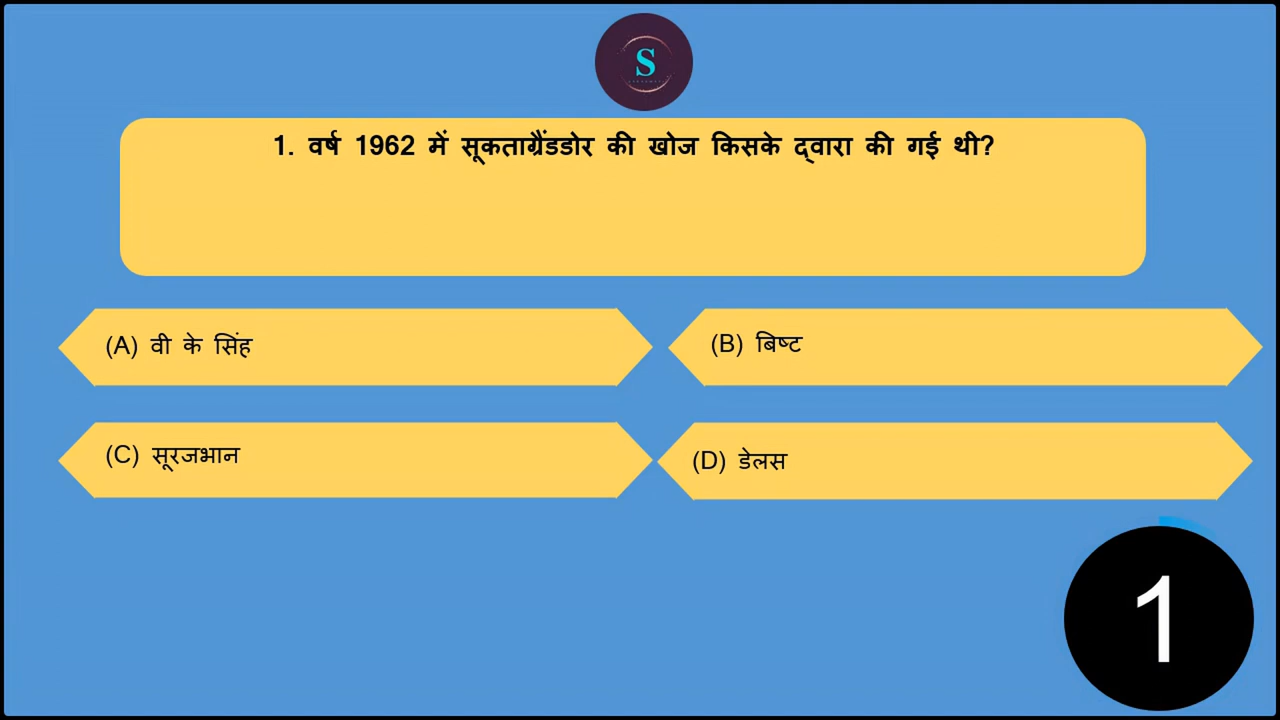 S
1. वर्ष 1962 में सूकताग्रैंडडोर की खोज किसके द्वारा की गई थी?
(A) वी के सिंह
(B) बिष्ट
(C) सूरजभान
(D) डेलस
1